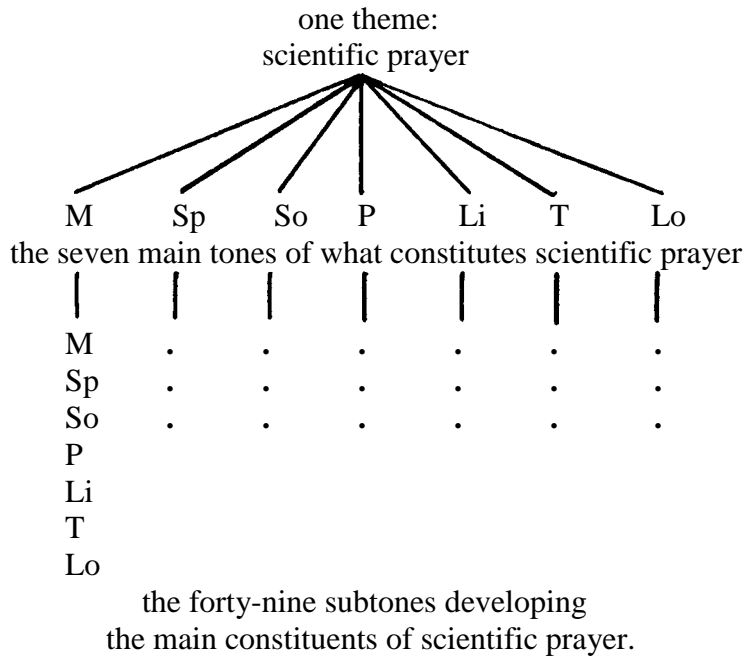 one theme:
scientific prayer
M Sp So P Li T Lo
the seven main tones of what constitutes scientific prayer
M . . . . . .
Sp . . . . . .
So . . . . . .
P
Li
T
Lo
the forty-nine subtones developing
the main constituents of scientific prayer.